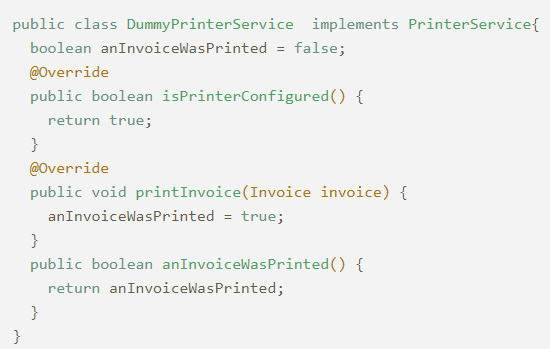 public class DummyPrinterService  implements PrinterService{
  boolean anInvoiceWasPrinted = false;
  @Override
  public boolean isPrinterConfigured() {
    return true;
  }
  @Override
  public void printInvoice(Invoice invoice) {
    anInvoiceWasPrinted = true;
  }
  public boolean anInvoiceWasPrinted() {
    return anInvoiceWasPrinted;
  }
}